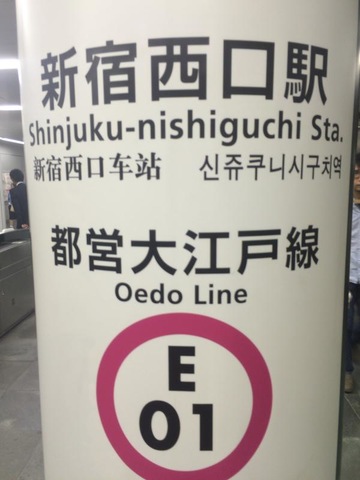 新宿西口駅
Shinjuku-nishiguchi Sta.
新宿西口车站 신쥬쿠니시구치역
都営大江戸線
Oedo Line
E
01